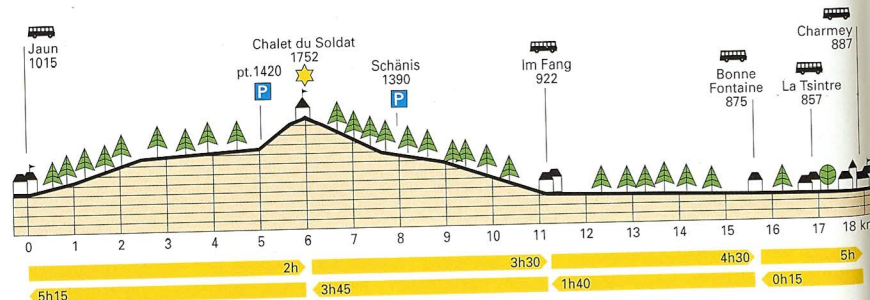 Jaun
1015
pt.1420
P
Chalet du Soldat
1752
Schänis
1390
P
Im Fang
922
Bonne
Fontaine
875
La Tsintre
857
Charmey
887
0 1 2 3 4 5 6 7 8 9 10 11 12 13 14 15 16 17 18 km
2h 3h30 4h30 5h
5h15 3h45 1h40 0h15